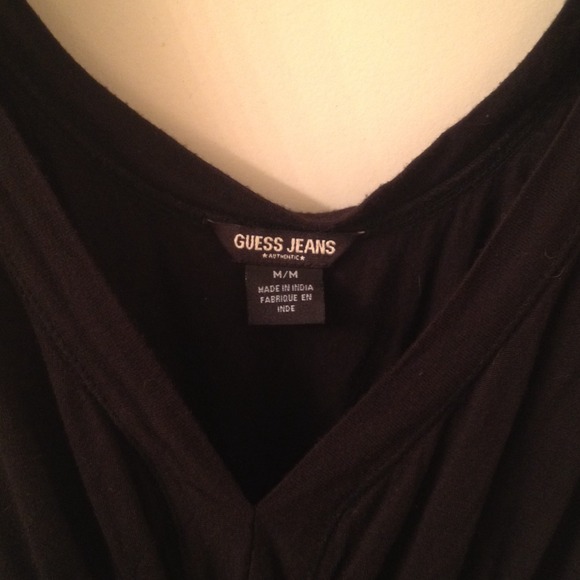 GUESS JEANS
★ AUTHENTIC ★
M/M
MADE IN INDIA
FABRIQUE EN
INDE